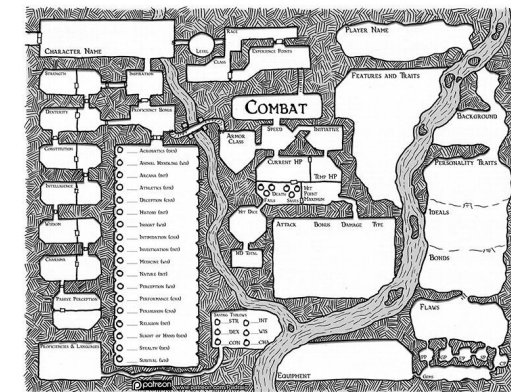 Character Name
Level
Race
Experience Points
Class
Player Name
Strength
Inspiration
Dexterity
Proficiency Bonus
Constitution
Intelligence
Wisdom
Charisma
Passive Perception
Proficiencies & Languages
Acrobatics (dex)
Animal Handling (wis)
Arcana (int)
Athletics (str)
Deception (cha)
History (int)
Insight (wis)
Intimidation (cha)
Investigation (int)
Medicine (wis)
Nature (int)
Perception (wis)
Performance (cha)
Persuasion (cha)
Religion (int)
Slight of Hand (dex)
Stealth (dex)
Survival (wis)
Combat
Armor Class
Speed
Initiative
Current HP
Temp HP
Death
Fails
Saves
Hit Point Maximum
Hit Dice
HD Total
Attack Bonus Damage Type
Saving Throws
STR INT
DEX WIS
CON CHA
Features and Traits
Background
Personality Traits
Ideals
Bonds
Flaws
Equipment
Coins
patreon